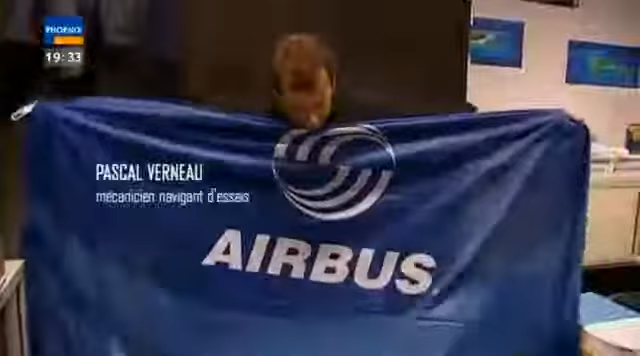 PHOENIX
19:33
PASCAL VERNEAU
mécanicien navigant d'essais
AIRBUS